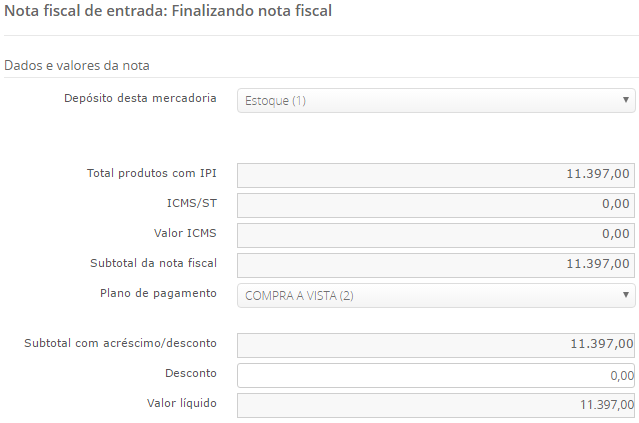 Nota fiscal de entrada: Finalizando nota fiscal
Dados e valores da nota
Depósito desta mercadoria Estoque (1)
Total produtos com IPI 11.397,00
ICMS/ST 0,00
Valor ICMS 0,00
Subtotal da nota fiscal 11.397,00
Plano de pagamento COMPRA A VISTA (2)
Subtotal com acréscimo/desconto 11.397,00
Desconto 0,00
Valor líquido 11.397,00